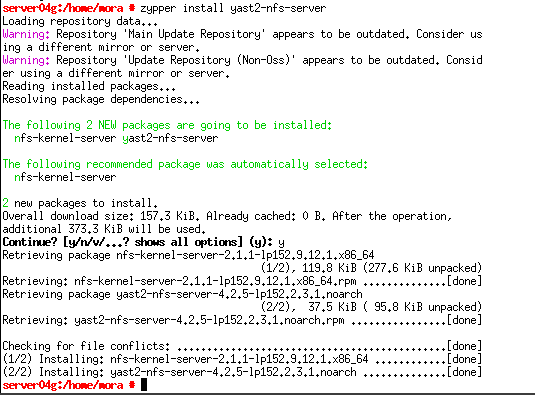 server04g:/home/mora # zypper install yast2-nfs-server
Loading repository data...
Warning: Repository 'Main Update Repository' appears to be outdated. Consider us
ing a different mirror or server.
Warning: Repository 'Update Repository (Non-Oss)' appears to be outdated. Consid
er using a different mirror or server.
Reading installed packages...
Resolving package dependencies...

The following 2 NEW packages are going to be installed:
  nfs-kernel-server yast2-nfs-server

The following recommended package was automatically selected:
  nfs-kernel-server

2 new packages to install.
Overall download size: 157.3 KiB. Already cached: 0 B. After the operation,
additional 373.3 KiB will be used.
Continue? [y/n/v/...? shows all options] (y): y
Retrieving package nfs-kernel-server-2.1.1-lp152.9.12.1.x86_64
                                       (1/2), 119.8 KiB (277.6 KiB unpacked)
Retrieving: nfs-kernel-server-2.1.1-lp152.9.12.1.x86_64.rpm ..............[done]
Retrieving package yast2-nfs-server-4.2.5-lp152.2.3.1.noarch
                                       (2/2),  37.5 KiB ( 95.8 KiB unpacked)
Retrieving: yast2-nfs-server-4.2.5-lp152.2.3.1.noarch.rpm ................[done]

Checking for file conflicts: .............................................[done]
(1/2) Installing: nfs-kernel-server-2.1.1-lp152.9.12.1.x86_64 ............[done]
(2/2) Installing: yast2-nfs-server-4.2.5-lp152.2.3.1.noarch ..............[done]
server04g:/home/mora #